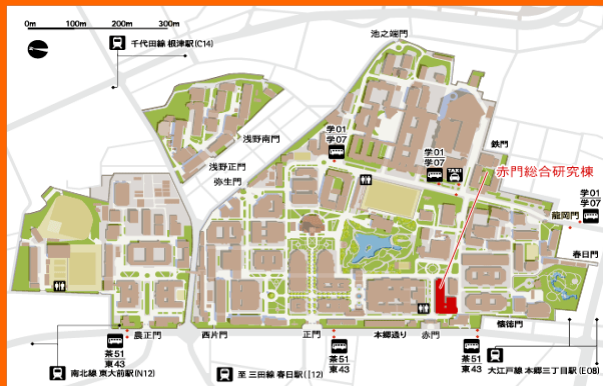 0 100m 200m 300m
千代田線 根津駅(C14)
池之端門
学01
学07
浅野南門
浅野正門
弥生門
学01
学07
TAXI
鉄門
赤門総合研究棟
学01
学07
龍岡門
春日門
農正門
西片門
正門
本郷通り
赤門
懐徳門
茶51
東43
茶51
東43
茶51
東43
南北線 東大前駅(N12)
至 三田線 春日駅(I12)
大江戸線 本郷三丁目駅(E08)